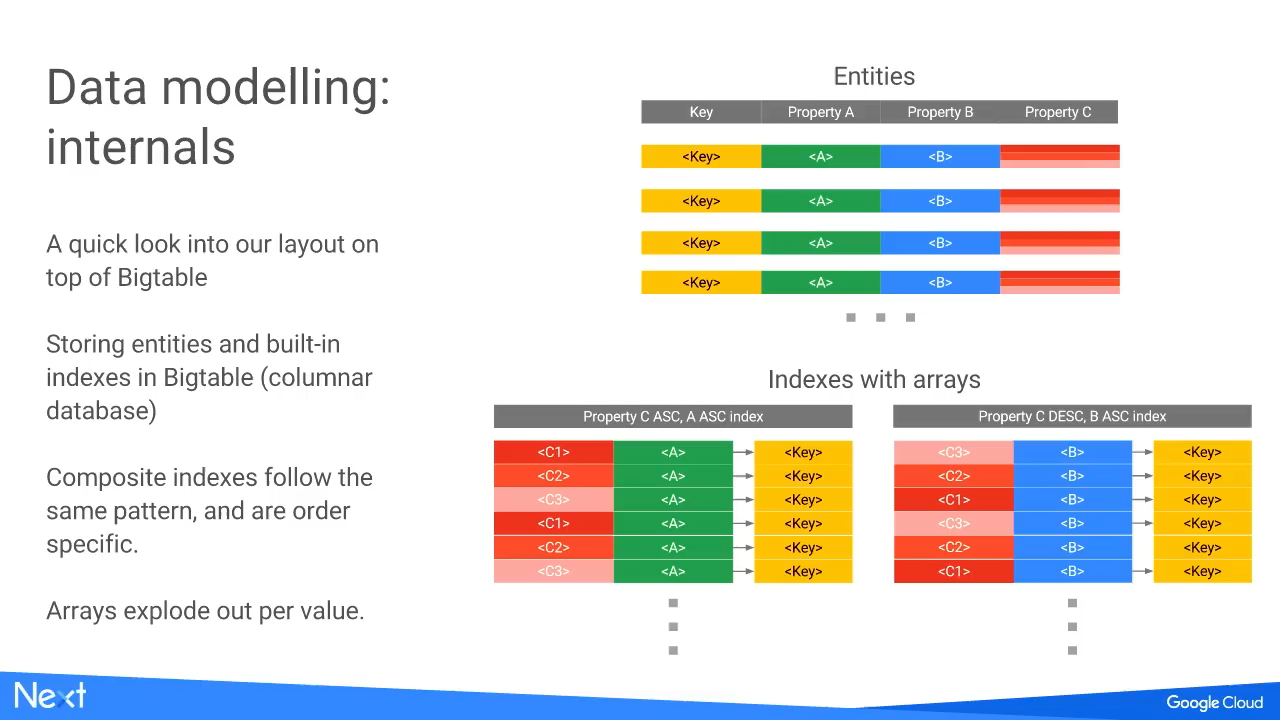 Data modelling:
internals
A quick look into our layout on
top of Bigtable
Storing entities and built-in
indexes in Bigtable (columnar
database)
Composite indexes follow the
same pattern, and are order
specific.
Arrays explode out per value.
Entities
Key Property A Property B Property C
<Key> <A> <B>
<Key> <A> <B>
<Key> <A> <B>
<Key> <A> <B>
Indexes with arrays
Property C ASC, A ASC index
<C1> <A> <Key>
<C2> <A> <Key>
<C3> <A> <Key>
<C1> <A> <Key>
<C2> <A> <Key>
<C3> <A> <Key>
Property C DESC, B ASC index
<C3> <B> <Key>
<C2> <B> <Key>
<C1> <B> <Key>
<C3> <B> <Key>
<C2> <B> <Key>
<C1> <B> <Key>
Next
Google Cloud